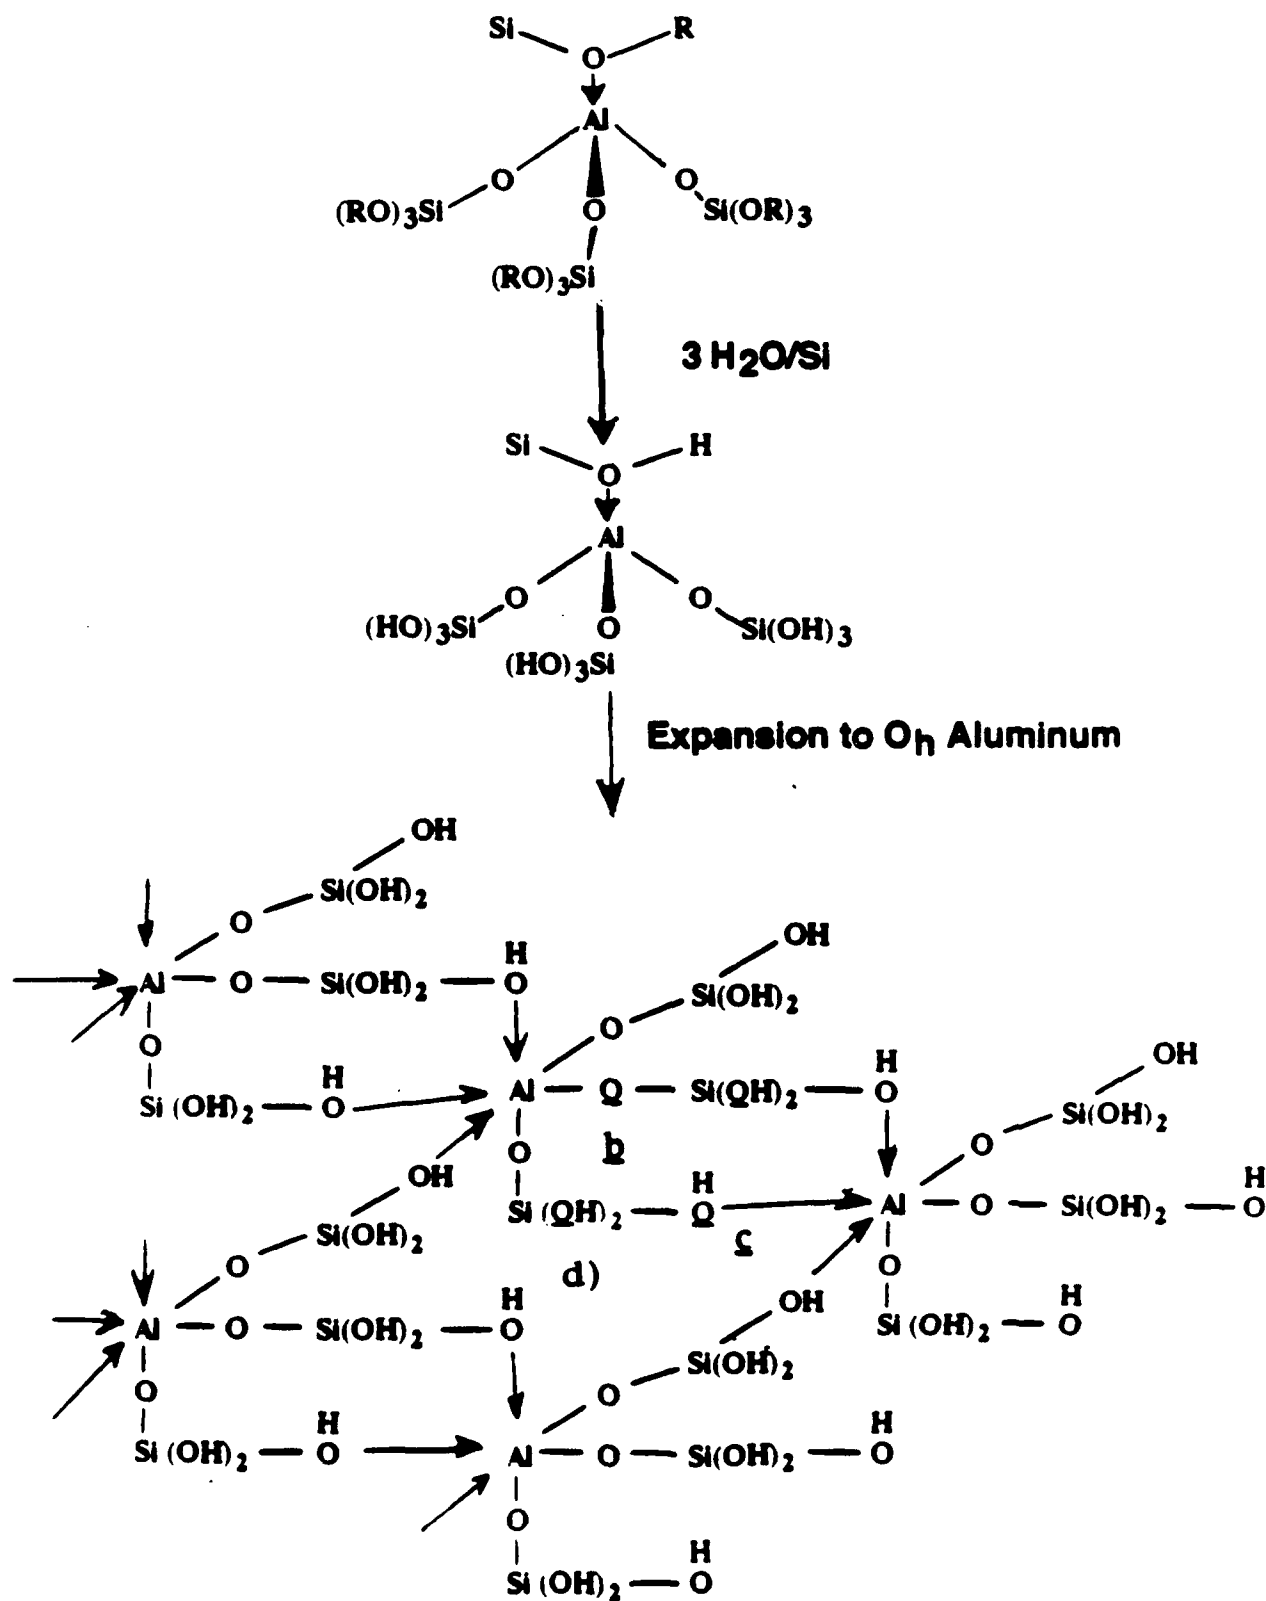 Si R
O
Al
O O
(RO)3Si O Si(OR)3
(RO)3Si
3 H2O/Si
Si H
O
Al
O O
(HO)3Si O Si(OH)3
(HO)3Si
Expansion to Oh Aluminum
OH
Si(OH)2
O OH
H
Al O Si(OH)2 O Si(OH)2
O O OH
H H
Si(OH)2 O Al Q Si(QH)2 O Si(OH)2
b
OH O O
H H
Si(OH)2 Si(QH)2 Q Al O Si(OH)2 O
c
O d) O
H OH H
Al O Si(OH)2 O Si(OH)2 O
Si(OH)2
O O
H H
Si(OH)2 O Al O Si(OH)2 O
O
H
Si(OH)2 O